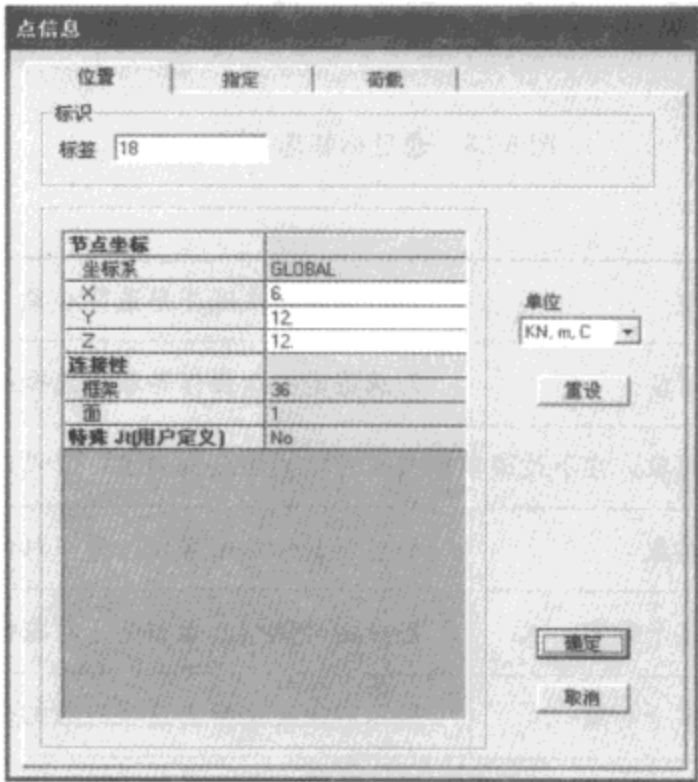 点信息
位置 指定 荷载
标识
标签 18
节点坐标
坐标系 GLOBAL
X 6.
Y 12.
Z 12.
连接性
框架 36
面 1
特殊 Jt(用户定义) No
单位
KN, m, C
重设
确定
取消